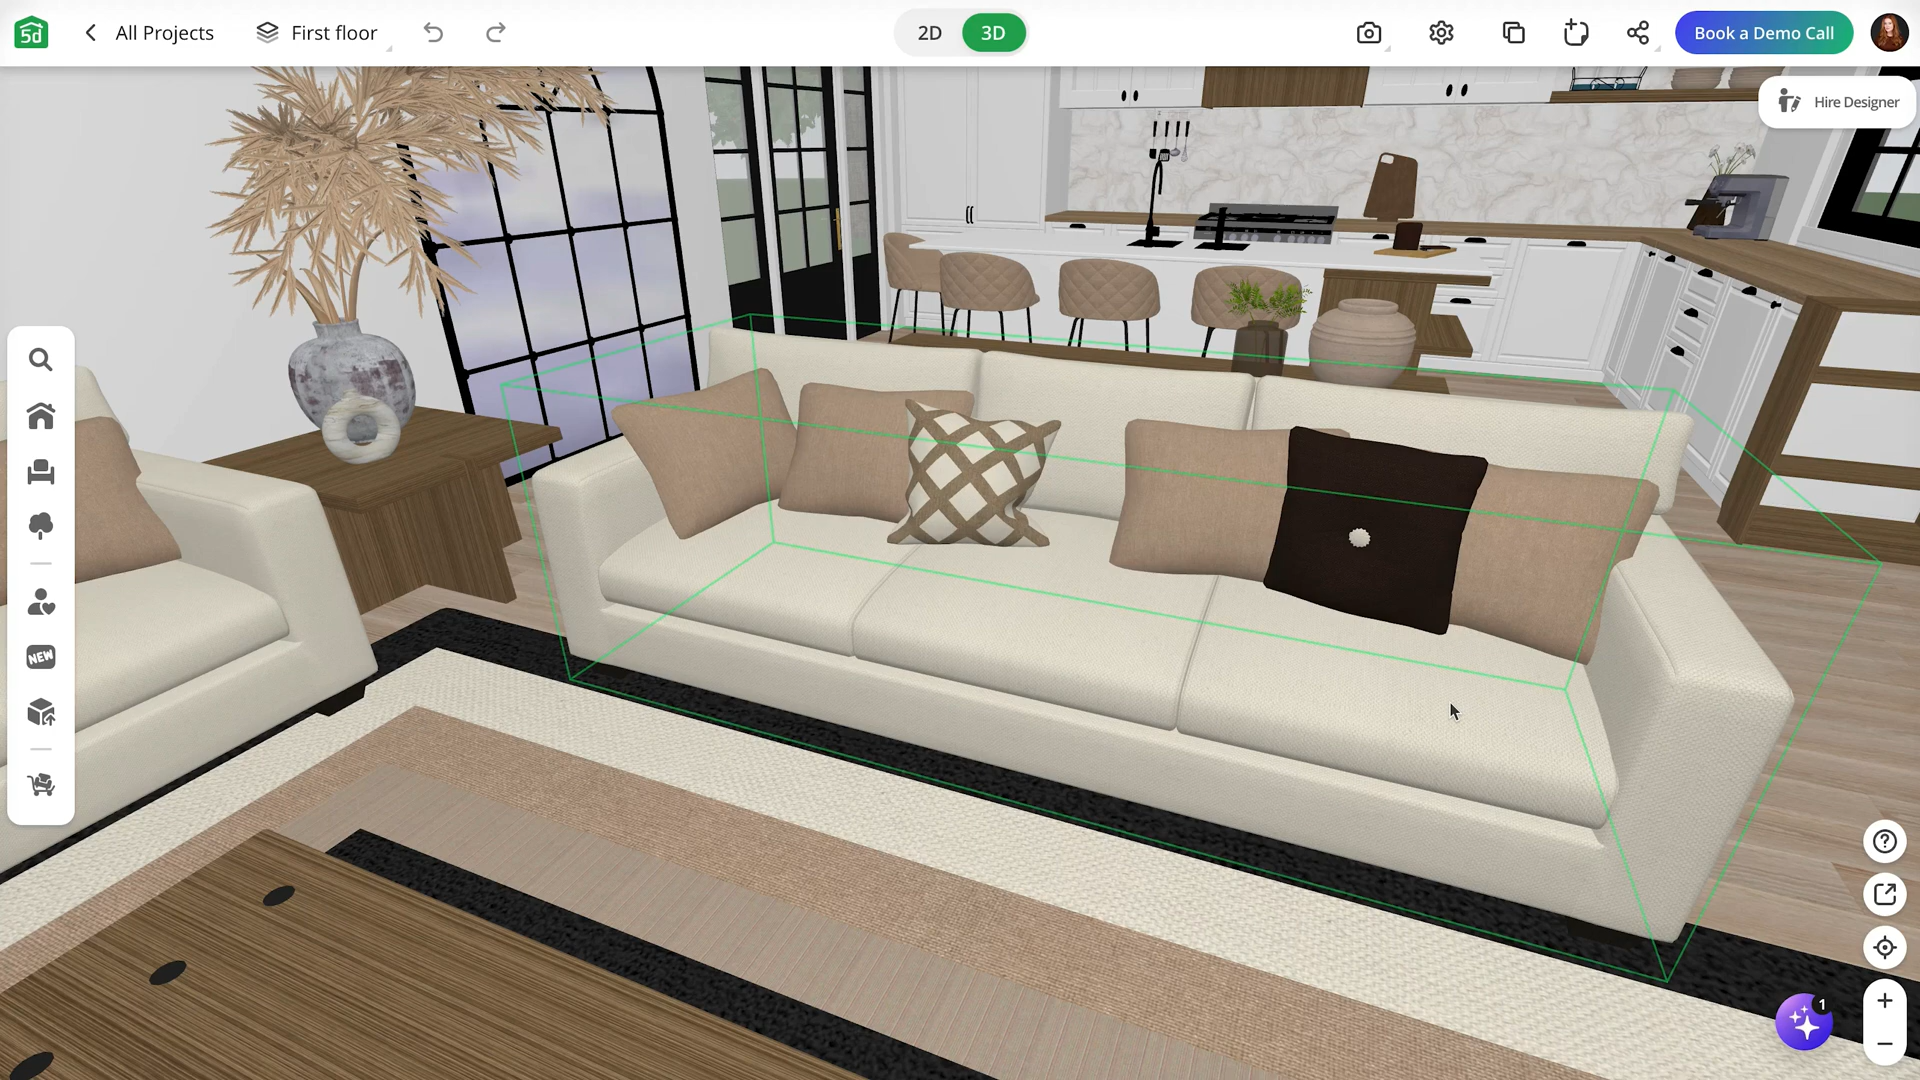 5d
All Projects
First floor
2D
3D
Book a Demo Call
Hire Designer
NEW
1